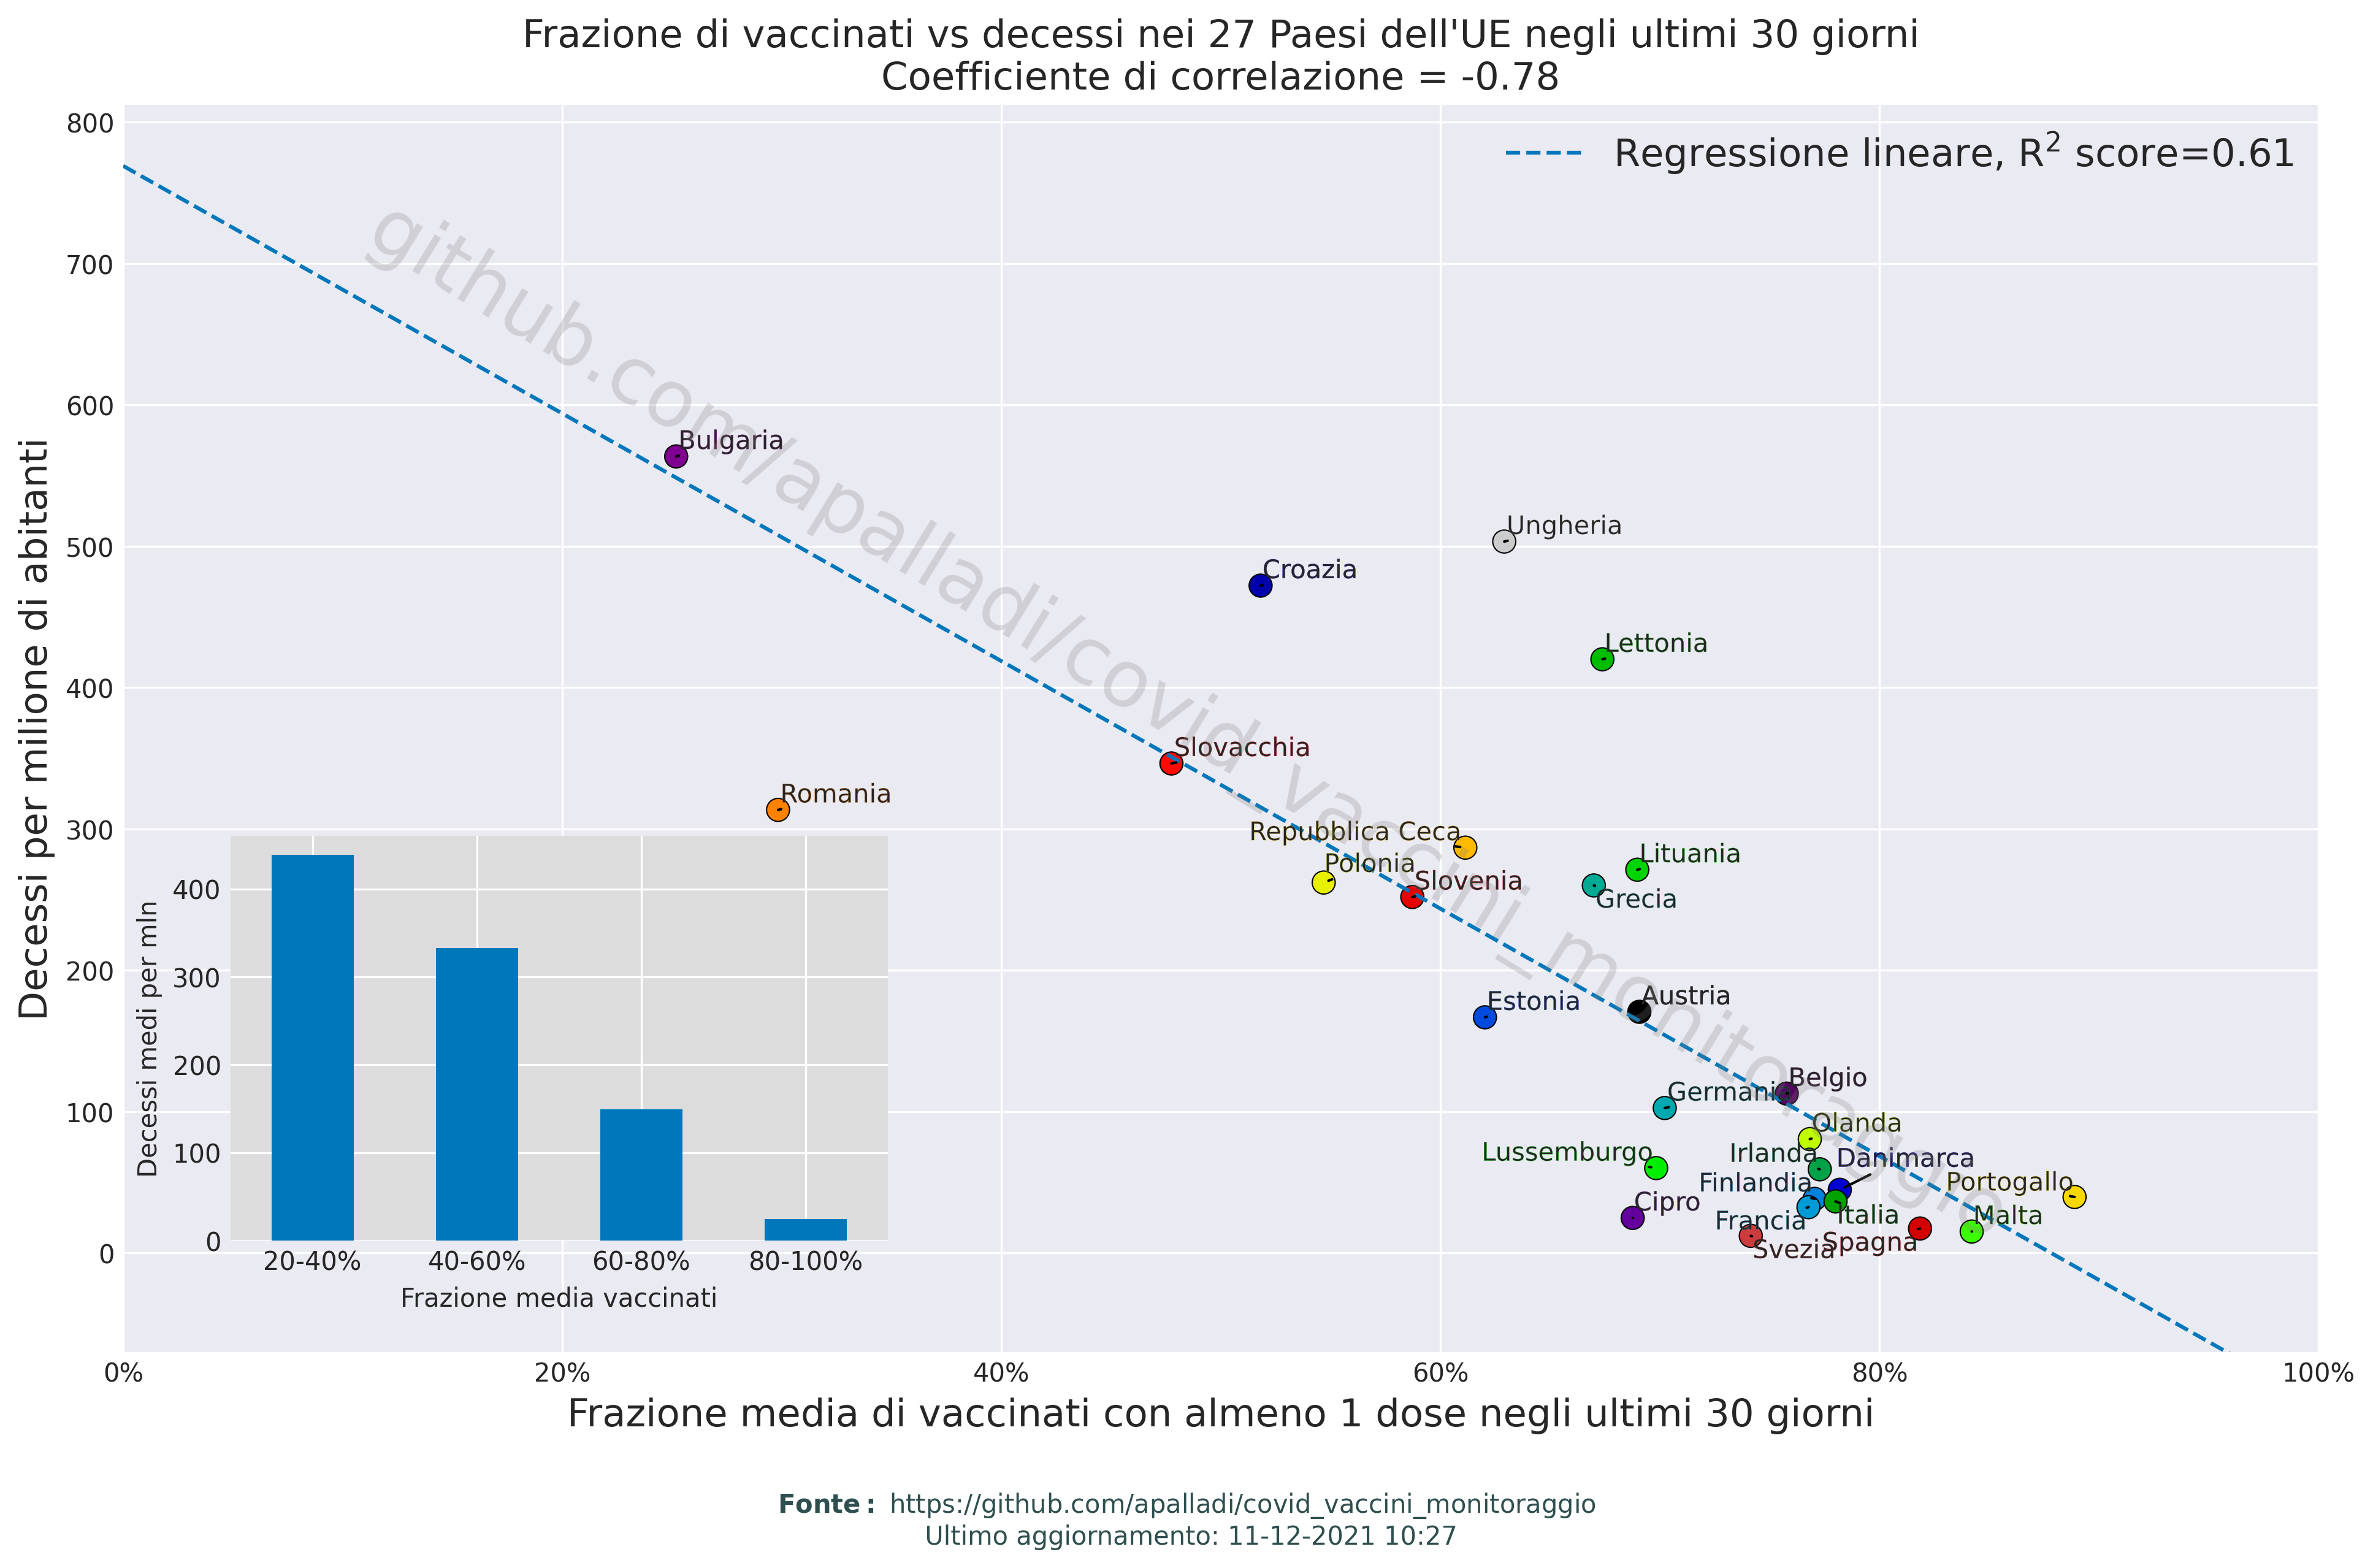 Frazione di vaccinati vs decessi nei 27 Paesi dell'UE negli ultimi 30 giorni
Coefficiente di correlazione = -0.78
Regressione lineare, R² score=0.61
Decessi per milione di abitanti
800
700
600
500
400
300
200
100
0
github.com/apalladi/covid_vaccini_monitoraggio
Bulgaria
Ungheria
Croazia
Lettonia
Slovacchia
Romania
Repubblica Ceca
Lituania
Polonia
Slovenia
Grecia
Austria
Estonia
Belgio
Germania
Olanda
Lussemburgo
Irlanda
Danimarca
Finlandia
Portogallo
Cipro
Francia
Italia
Malta
Svezia
Spagna
Decessi medi per mln
400
300
200
100
0
20-40%
40-60%
60-80%
80-100%
Frazione media vaccinati
0%
20%
40%
60%
80%
100%
Frazione media di vaccinati con almeno 1 dose negli ultimi 30 giorni
Fonte: https://github.com/apalladi/covid_vaccini_monitoraggio
Ultimo aggiornamento: 11-12-2021 10:27